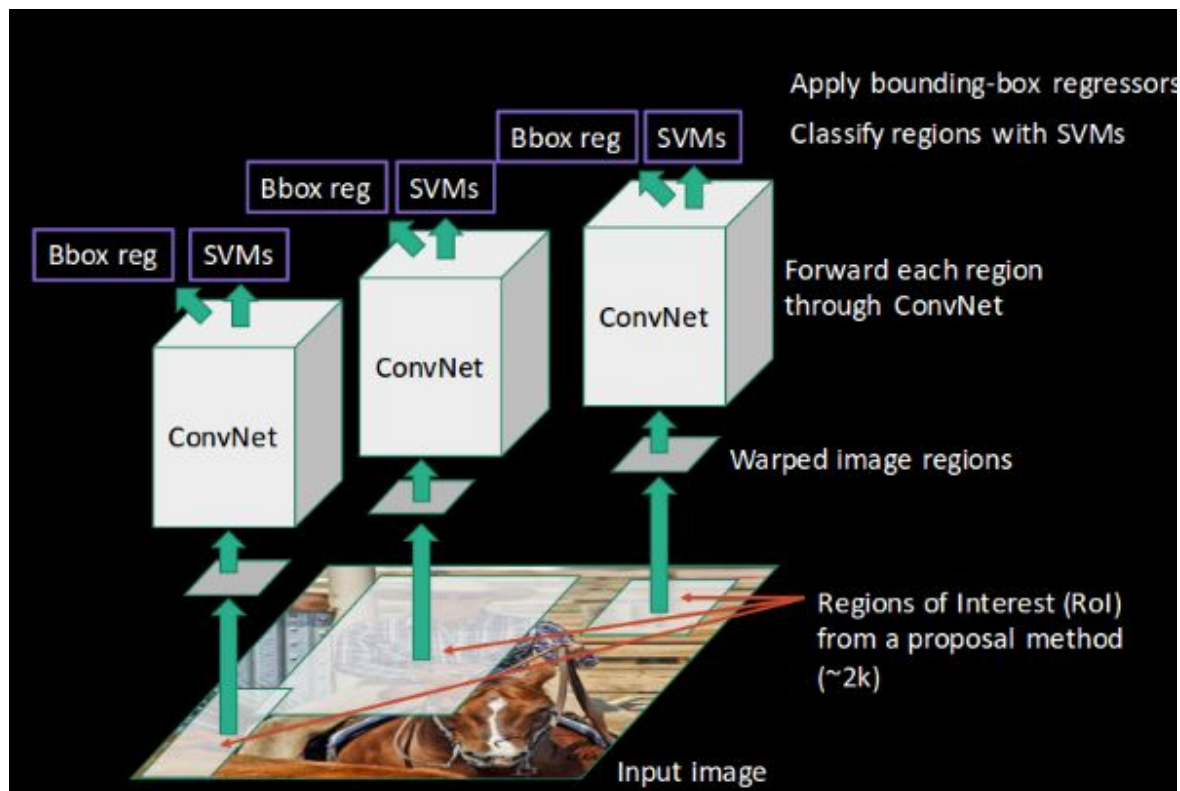 Apply bounding-box regressors
Bbox reg SVMs Classify regions with SVMs
Bbox reg SVMs
Bbox reg SVMs
ConvNet
ConvNet
ConvNet
Forward each region
through ConvNet
Warped image regions
Regions of Interest (RoI)
from a proposal method
(~2k)
Input image